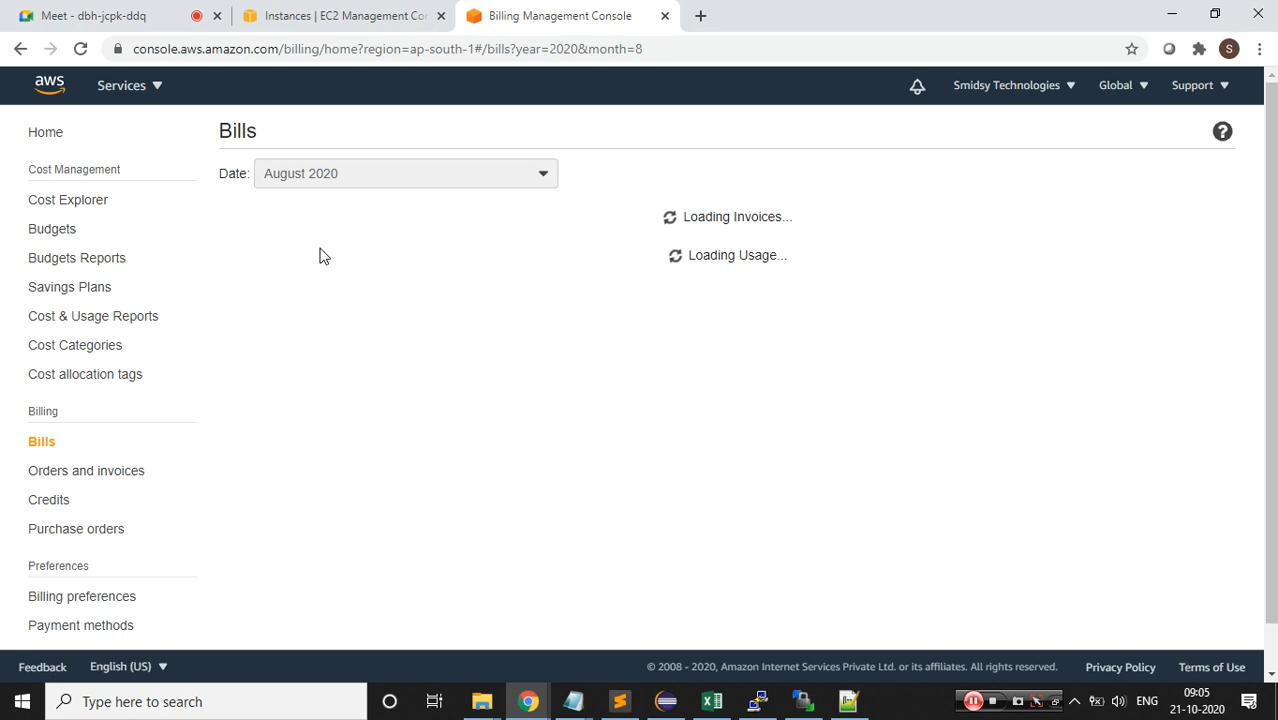 Meet - dbh-jcpk-ddq
Instances | EC2 Management Con
Billing Management Console
console.aws.amazon.com/billing/home?region=ap-south-1#/bills?year=2020&month=8
S
aws
Services
Smidsy Technologies
Global
Support
Home
Cost Management
Cost Explorer
Budgets
Budgets Reports
Savings Plans
Cost & Usage Reports
Cost Categories
Cost allocation tags
Billing
Bills
Orders and invoices
Credits
Purchase orders
Preferences
Billing preferences
Payment methods
Bills
?
Date: August 2020
Loading Invoices...
Loading Usage...
Feedback
English (US)
© 2008 - 2020, Amazon Internet Services Private Ltd. or its affiliates. All rights reserved.
Privacy Policy
Terms of Use
Type here to search
ENG
09:05
21-10-2020